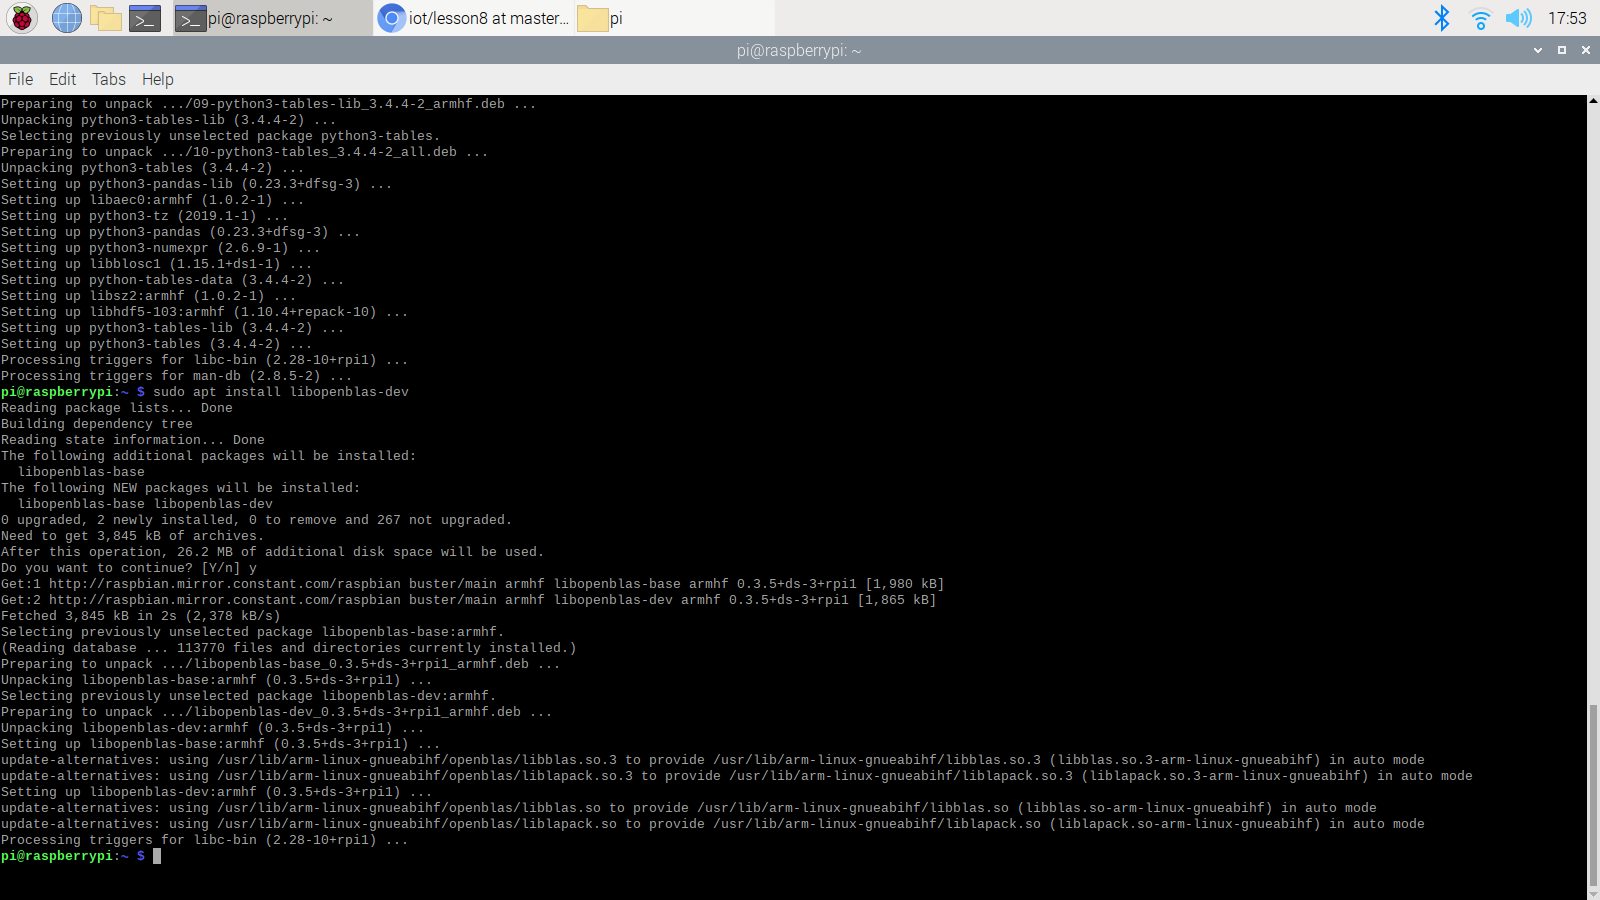 pi@raspberrypi: ~
iot/lesson8 at master...
pi
17:53
pi@raspberrypi: ~
File Edit Tabs Help
Preparing to unpack .../09-python3-tables-lib_3.4.4-2_armhf.deb ...
Unpacking python3-tables-lib (3.4.4-2) ...
Selecting previously unselected package python3-tables.
Preparing to unpack .../10-python3-tables_3.4.4-2_all.deb ...
Unpacking python3-tables (3.4.4-2) ...
Setting up python3-pandas-lib (0.23.3+dfsg-3) ...
Setting up libaec0:armhf (1.0.2-1) ...
Setting up python3-tz (2019.1-1) ...
Setting up python3-pandas (0.23.3+dfsg-3) ...
Setting up python3-numexpr (2.6.9-1) ...
Setting up libblosc1 (1.15.1+ds1-1) ...
Setting up python-tables-data (3.4.4-2) ...
Setting up libsz2:armhf (1.0.2-1) ...
Setting up libhdf5-103:armhf (1.10.4+repack-10) ...
Setting up python3-tables-lib (3.4.4-2) ...
Setting up python3-tables (3.4.4-2) ...
Processing triggers for libc-bin (2.28-10+rpi1) ...
Processing triggers for man-db (2.8.5-2) ...
pi@raspberrypi:~ $ sudo apt install libopenblas-dev
Reading package lists... Done
Building dependency tree
Reading state information... Done
The following additional packages will be installed:
  libopenblas-base
The following NEW packages will be installed:
  libopenblas-base libopenblas-dev
0 upgraded, 2 newly installed, 0 to remove and 267 not upgraded.
Need to get 3,845 kB of archives.
After this operation, 26.2 MB of additional disk space will be used.
Do you want to continue? [Y/n] y
Get:1 http://raspbian.mirror.constant.com/raspbian buster/main armhf libopenblas-base armhf 0.3.5+ds-3+rpi1 [1,980 kB]
Get:2 http://raspbian.mirror.constant.com/raspbian buster/main armhf libopenblas-dev armhf 0.3.5+ds-3+rpi1 [1,865 kB]
Fetched 3,845 kB in 2s (2,378 kB/s)
Selecting previously unselected package libopenblas-base:armhf.
(Reading database ... 113770 files and directories currently installed.)
Preparing to unpack .../libopenblas-base_0.3.5+ds-3+rpi1_armhf.deb ...
Unpacking libopenblas-base:armhf (0.3.5+ds-3+rpi1) ...
Selecting previously unselected package libopenblas-dev:armhf.
Preparing to unpack .../libopenblas-dev_0.3.5+ds-3+rpi1_armhf.deb ...
Unpacking libopenblas-dev:armhf (0.3.5+ds-3+rpi1) ...
Setting up libopenblas-base:armhf (0.3.5+ds-3+rpi1) ...
update-alternatives: using /usr/lib/arm-linux-gnueabihf/openblas/libblas.so.3 to provide /usr/lib/arm-linux-gnueabihf/libblas.so.3 (libblas.so.3-arm-linux-gnueabihf) in auto mode
update-alternatives: using /usr/lib/arm-linux-gnueabihf/openblas/liblapack.so.3 to provide /usr/lib/arm-linux-gnueabihf/liblapack.so.3 (liblapack.so.3-arm-linux-gnueabihf) in auto mode
Setting up libopenblas-dev:armhf (0.3.5+ds-3+rpi1) ...
update-alternatives: using /usr/lib/arm-linux-gnueabihf/openblas/libblas.so to provide /usr/lib/arm-linux-gnueabihf/libblas.so (libblas.so-arm-linux-gnueabihf) in auto mode
update-alternatives: using /usr/lib/arm-linux-gnueabihf/openblas/liblapack.so to provide /usr/lib/arm-linux-gnueabihf/liblapack.so (liblapack.so-arm-linux-gnueabihf) in auto mode
Processing triggers for libc-bin (2.28-10+rpi1) ...
pi@raspberrypi:~ $